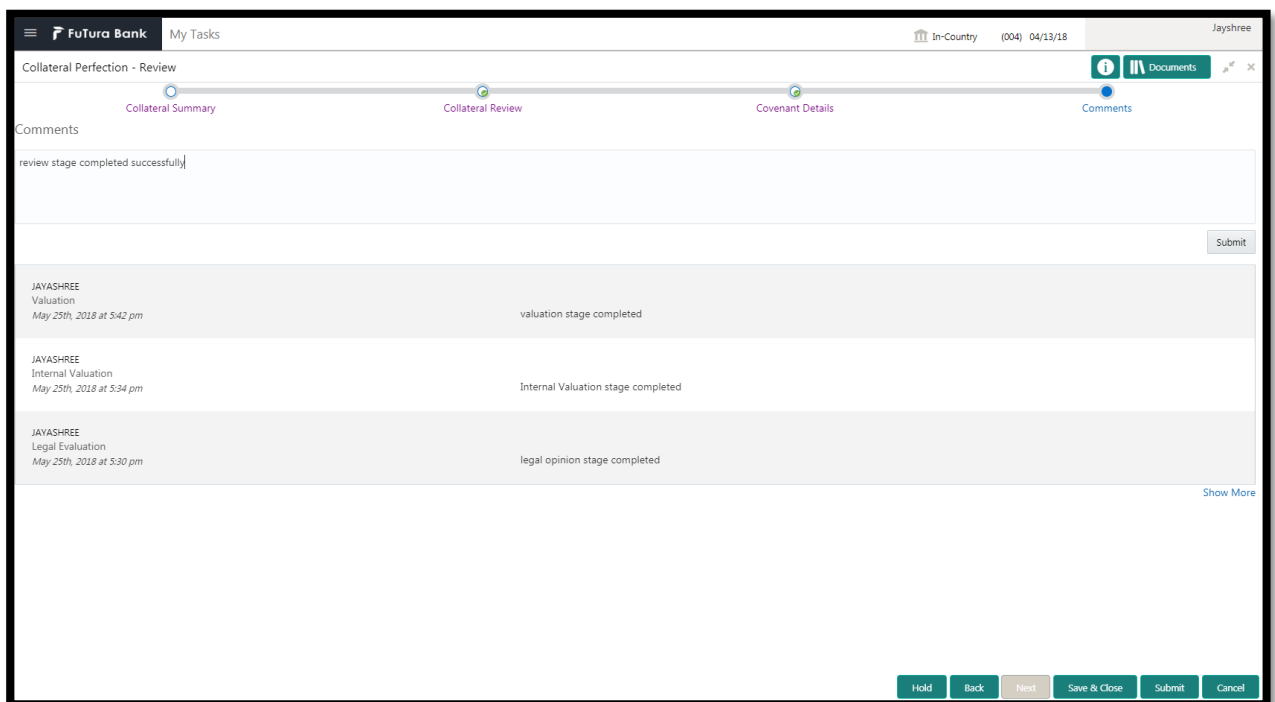 FuTura Bank
My Tasks
In-Country
(004) 04/13/18
Jayshree
Collateral Perfection - Review
i
Documents
Collateral Summary
Collateral Review
Covenant Details
Comments
Comments
review stage completed successfully
Submit
JAYASHREE
Valuation
May 25th, 2018 at 5:42 pm
valuation stage completed
JAYASHREE
Internal Valuation
May 25th, 2018 at 5:34 pm
Internal Valuation stage completed
JAYASHREE
Legal Evaluation
May 25th, 2018 at 5:30 pm
legal opinion stage completed
Show More
Hold
Back
Next
Save & Close
Submit
Cancel